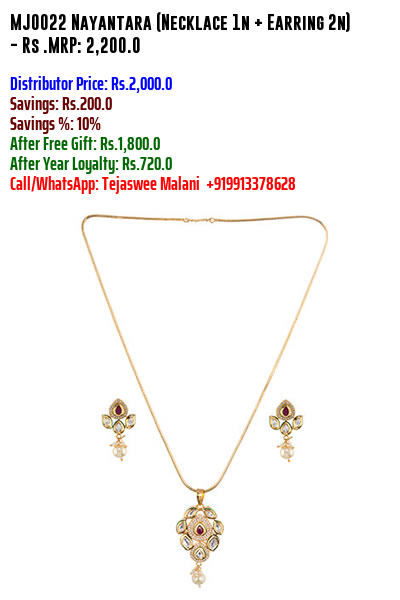 MJ0022 Nayantara (Necklace 1n + Earring 2n)
- Rs .MRP: 2,200.0
Distributor Price: Rs.2,000.0
Savings: Rs.200.0
Savings %: 10%
After Free Gift: Rs.1,800.0
After Year Loyalty: Rs.720.0
Call/WhatsApp: Tejaswee Malani +919913378628